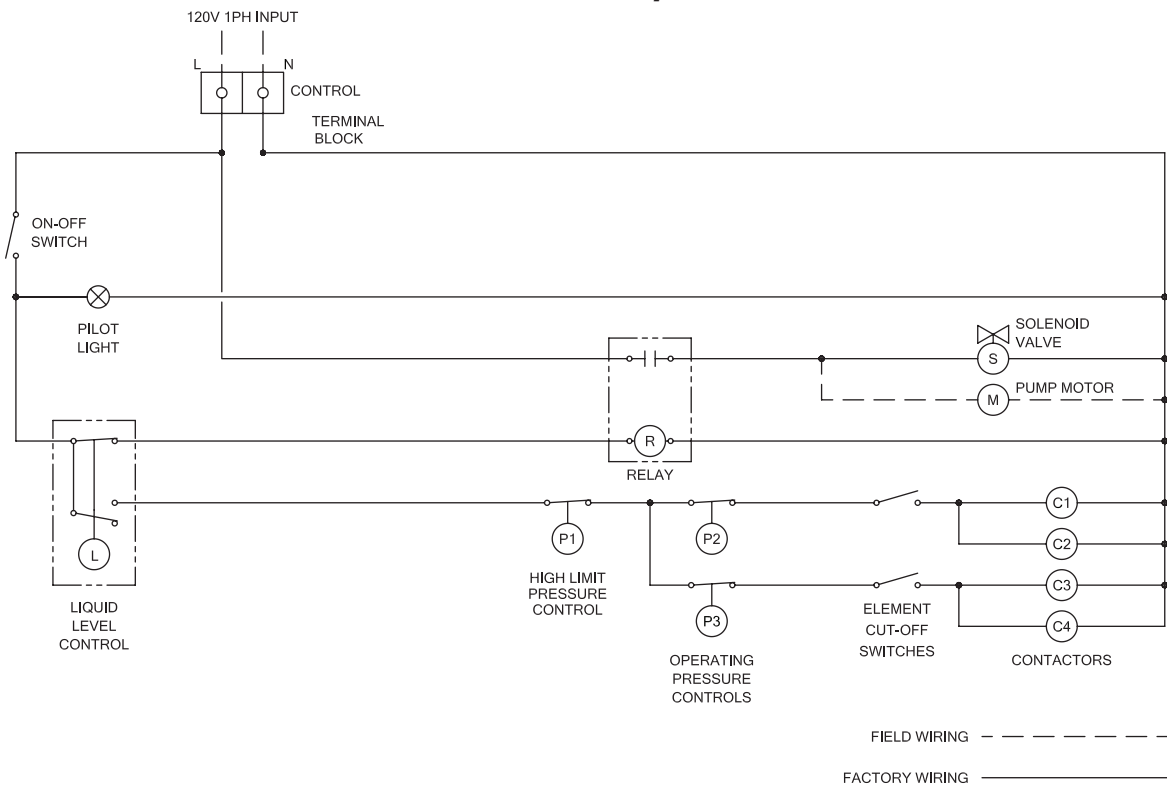 120V 1PH INPUT
L
N
CONTROL
TERMINAL
BLOCK
ON-OFF
SWITCH
PILOT
LIGHT
SOLENOID
VALVE
S
PUMP MOTOR
M
R
RELAY
L
LIQUID
LEVEL
CONTROL
P1
HIGH LIMIT
PRESSURE
CONTROL
P2
P3
OPERATING
PRESSURE
CONTROLS
ELEMENT
CUT-OFF
SWITCHES
C1
C2
C3
C4
CONTACTORS
FIELD WIRING
FACTORY WIRING